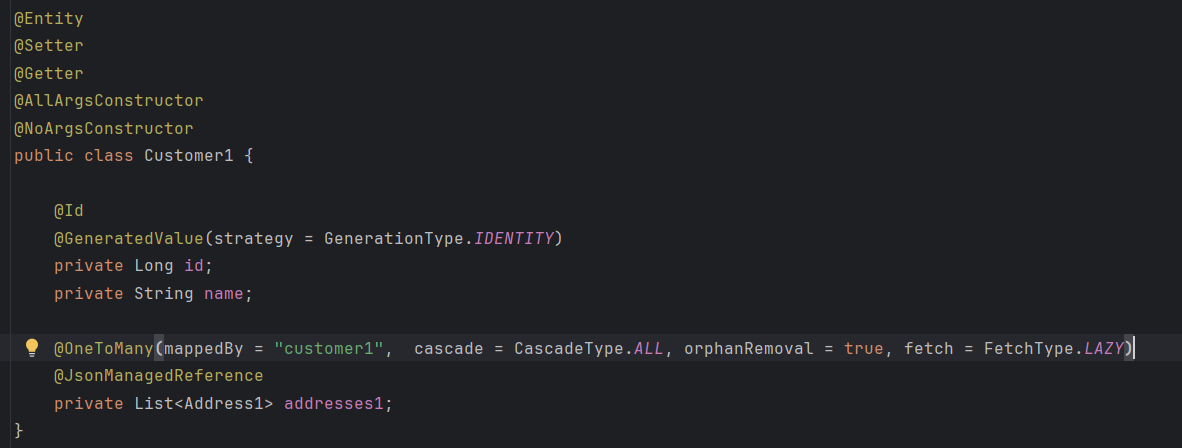 @Entity
@Setter
@Getter
@AllArgsConstructor
@NoArgsConstructor
public class Customer1 {
@Id
@GeneratedValue(strategy = GenerationType.IDENTITY)
private Long id;
private String name;
@OneToMany(mappedBy = "customer1",  cascade = CascadeType.ALL, orphanRemoval = true, fetch = FetchType.LAZY)
@JsonManagedReference
private List<Address1> addresses1;
}